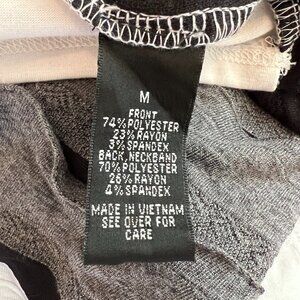 M
FRONT
74% POLYESTER
23% RAYON
3% SPANDEX
BACK, NECKBAND
70% POLYESTER
26% RAYON
4% SPANDEX
MADE IN VIETNAM
SEE OVER FOR
CARE